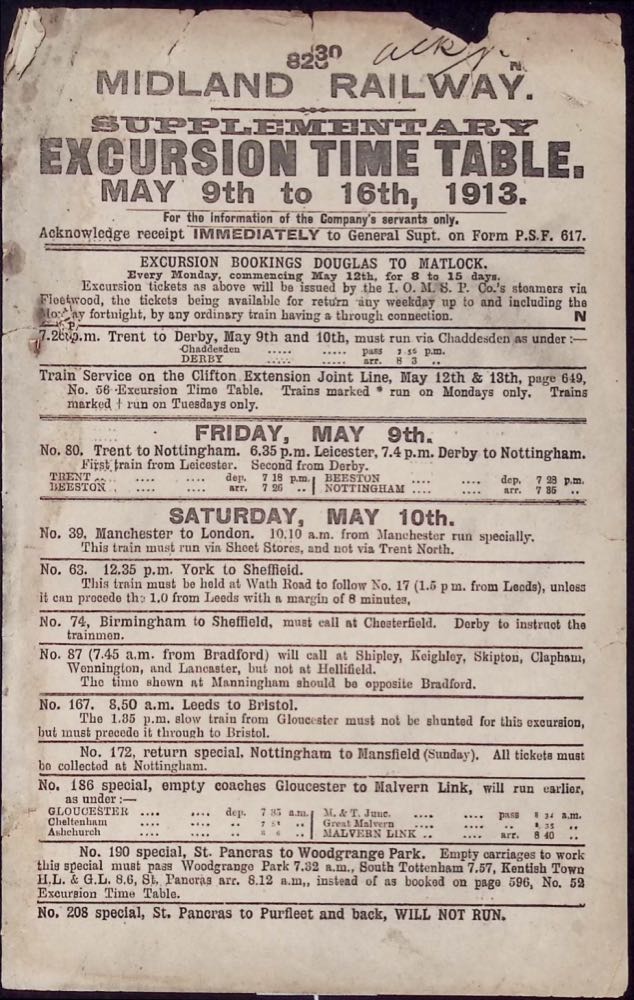 8230
ack
N.
MIDLAND RAILWAY.
SUPPLEMENTARY
EXCURSION TIME TABLE.
MAY 9th to 16th, 1913.
For the information of the Company's servants only.
Acknowledge receipt IMMEDIATELY to General Supt. on Form P.S.F. 617.
EXCURSION BOOKINGS DOUGLAS TO MATLOCK.
Every Monday, commencing May 12th, for 8 to 15 days.
Excursion tickets as above will be issued by the I. O. M. S. P. Co.'s steamers via
Fleetwood, the tickets being available for return any weekday up to and including the
fortnight, by any ordinary train having a through connection. N
p.m. Trent to Derby, May 9th and 10th, must run via Chaddesden as under :—
Chaddesden ..... ..... pass 7 56 p.m.
DERBY ..... ..... arr. 8 3 ..
Train Service on the Clifton Extension Joint Line, May 12th & 13th, page 649,
No. 56 Excursion Time Table. Trains marked * run on Mondays only. Trains
marked † run on Tuesdays only.
FRIDAY, MAY 9th.
No. 80. Trent to Nottingham. 6.35 p.m. Leicester, 7.4 p.m. Derby to Nottingham.
First train from Leicester. Second from Derby.
TRENT .. .... .... dep. 7 18 p.m. BEESTON .... .... dep. 7 28 p.m.
BEESTON .. .... .... arr. 7 26 .. NOTTINGHAM .... .... arr. 7 35 ..
SATURDAY, MAY 10th.
No. 39, Manchester to London. 10.10 a.m. from Manchester run specially.
This train must run via Sheet Stores, and not via Trent North.
No. 63. 12.35 p.m. York to Sheffield.
This train must be held at Wath Road to follow No. 17 (1.5 p m. from Leeds), unless
it can precede the 1.0 from Leeds with a margin of 8 minutes,
No. 74, Birmingham to Sheffield, must call at Chesterfield. Derby to instruct the
trainmen.
No. 87 (7.45 a.m. from Bradford) will call at Shipley, Keighley, Skipton, Clapham,
Wennington, and Lancaster, but not at Hellifield.
The time shown at Manningham should be opposite Bradford.
No. 167. 8.50 a.m. Leeds to Bristol.
The 1.35 p.m. slow train from Gloucester must not be shunted for this excursion,
but must precede it through to Bristol.
No. 172, return special, Nottingham to Mansfield (Sunday). All tickets must
be collected at Nottingham.
No. 186 special, empty coaches Gloucester to Malvern Link, will run earlier,
as under :—
GLOUCESTER .... .... dep. 7 35 a.m. M. & T. Junc. .... .... pass 8 34 a.m.
Cheltenham .... .... .. Great Malvern .... .... .. 8 35 ..
Ashchurch .... .... .. MALVERN LINK .. .... arr. 8 40 ..
No. 190 special, St. Pancras to Woodgrange Park. Empty carriages to work
this special must pass Woodgrange Park 7.32 a.m., South Tottenham 7.57, Kentish Town
H.L. & G.L. 8.6, St. Pancras arr. 8.12 a.m., instead of as booked on page 596, No. 52
Excursion Time Table.
No. 208 special, St. Pancras to Purfleet and back, WILL NOT RUN.